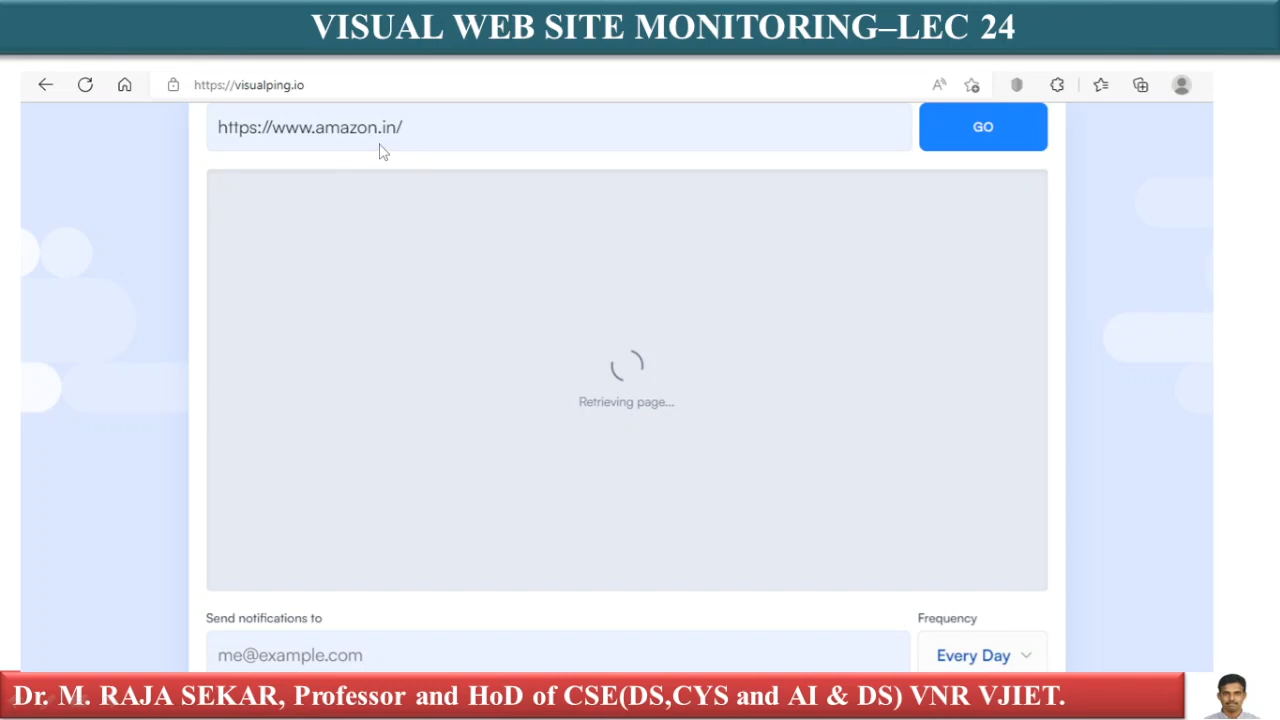 VISUAL WEB SITE MONITORING–LEC 24
https://visualping.io
https://www.amazon.in/
GO
Retrieving page...
Send notifications to
Frequency
me@example.com
Every Day
Dr. M. RAJA SEKAR, Professor and HoD of CSE(DS,CYS and AI & DS) VNR VJIET.